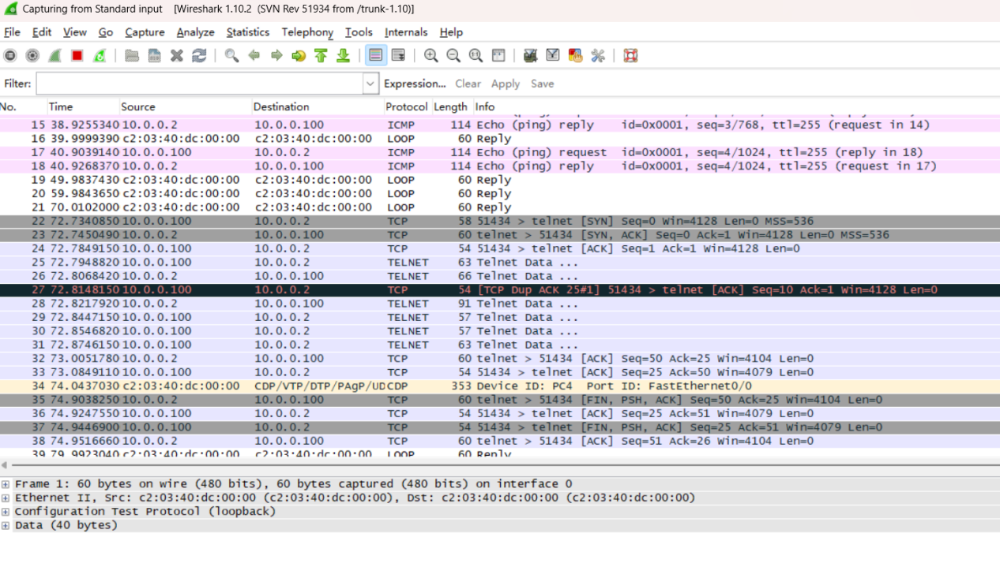 Capturing from Standard input [Wireshark 1.10.2 (SVN Rev 51934 from /trunk-1.10)]
File Edit View Go Capture Analyze Statistics Telephony Tools Internals Help
Filter: Expression... Clear Apply Save
No. Time Source Destination Protocol Length Info
15 38.9255340 10.0.0.2 10.0.0.100 ICMP 114 Echo (ping) reply id=0x0001, seq=3/768, ttl=255 (request in 14)
16 39.9999390 c2:03:40:dc:00:00 c2:03:40:dc:00:00 LOOP 60 Reply
17 40.9039140 10.0.0.100 10.0.0.2 ICMP 114 Echo (ping) request id=0x0001, seq=4/1024, ttl=255 (reply in 18)
18 40.9268370 10.0.0.2 10.0.0.100 ICMP 114 Echo (ping) reply id=0x0001, seq=4/1024, ttl=255 (request in 17)
19 49.9837430 c2:03:40:dc:00:00 c2:03:40:dc:00:00 LOOP 60 Reply
20 59.9843650 c2:03:40:dc:00:00 c2:03:40:dc:00:00 LOOP 60 Reply
21 70.0102000 c2:03:40:dc:00:00 c2:03:40:dc:00:00 LOOP 60 Reply
22 72.7340850 10.0.0.100 10.0.0.2 TCP 58 51434 > telnet [SYN] Seq=0 Win=4128 Len=0 MSS=536
23 72.7450490 10.0.0.2 10.0.0.100 TCP 60 telnet > 51434 [SYN, ACK] Seq=0 Ack=1 Win=4128 Len=0 MSS=536
24 72.7849150 10.0.0.100 10.0.0.2 TCP 54 51434 > telnet [ACK] Seq=1 Ack=1 Win=4128 Len=0
25 72.7948820 10.0.0.100 10.0.0.2 TELNET 63 Telnet Data ...
26 72.8068420 10.0.0.2 10.0.0.100 TELNET 66 Telnet Data ...
27 72.8148150 10.0.0.100 10.0.0.2 TCP 54 [TCP Dup ACK 25#1] 51434 > telnet [ACK] Seq=10 Ack=1 Win=4128 Len=0
28 72.8217920 10.0.0.2 10.0.0.100 TELNET 91 Telnet Data ...
29 72.8447150 10.0.0.100 10.0.0.2 TELNET 57 Telnet Data ...
30 72.8546820 10.0.0.100 10.0.0.2 TELNET 57 Telnet Data ...
31 72.8746150 10.0.0.100 10.0.0.2 TELNET 63 Telnet Data ...
32 73.0051780 10.0.0.2 10.0.0.100 TCP 60 telnet > 51434 [ACK] Seq=50 Ack=25 Win=4104 Len=0
33 73.0849110 10.0.0.100 10.0.0.2 TCP 54 51434 > telnet [ACK] Seq=25 Ack=50 Win=4079 Len=0
34 74.0437030 c2:03:40:dc:00:00 CDP/VTP/DTP/PAgP/UD CDP 353 Device ID: PC4 Port ID: FastEthernet0/0
35 74.9038250 10.0.0.2 10.0.0.100 TCP 60 telnet > 51434 [FIN, PSH, ACK] Seq=50 Ack=25 Win=4104 Len=0
36 74.9247550 10.0.0.100 10.0.0.2 TCP 54 51434 > telnet [ACK] Seq=25 Ack=51 Win=4079 Len=0
37 74.9446900 10.0.0.100 10.0.0.2 TCP 54 51434 > telnet [FIN, PSH, ACK] Seq=25 Ack=51 Win=4079 Len=0
38 74.9516660 10.0.0.2 10.0.0.100 TCP 60 telnet > 51434 [ACK] Seq=51 Ack=26 Win=4104 Len=0
39 79.9923040 c2:03:40:dc:00:00 c2:03:40:dc:00:00 LOOP 60 Reply
Frame 1: 60 bytes on wire (480 bits), 60 bytes captured (480 bits) on interface 0
Ethernet II, Src: c2:03:40:dc:00:00 (c2:03:40:dc:00:00), Dst: c2:03:40:dc:00:00 (c2:03:40:dc:00:00)
Configuration Test Protocol (loopback)
Data (40 bytes)